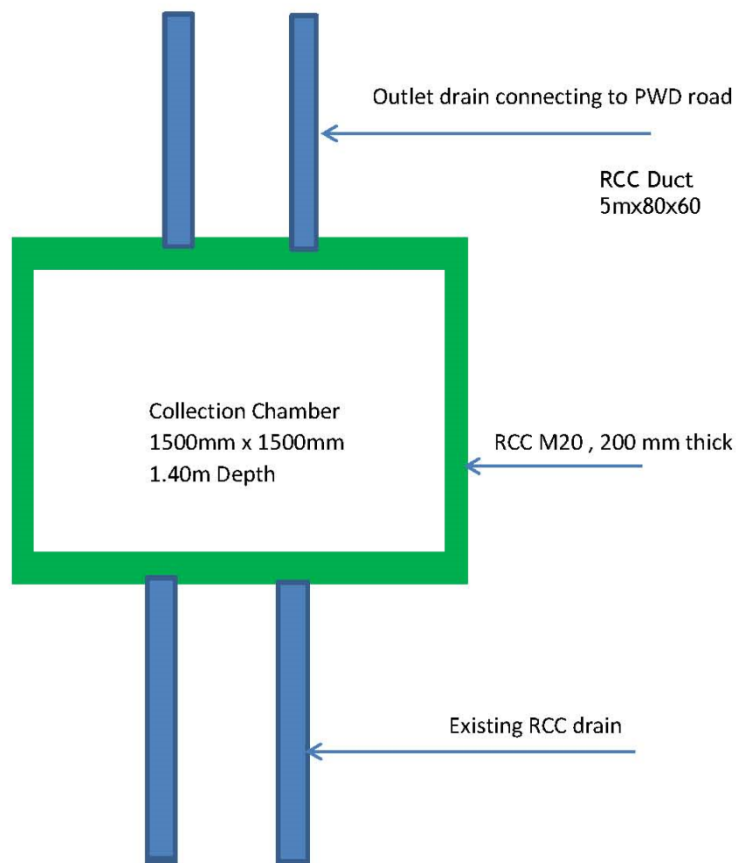 Outlet drain connecting to PWD road
RCC Duct
5mx80x60
Collection Chamber
1500mm x 1500mm
1.40m Depth
RCC M20 , 200 mm thick
Existing RCC drain